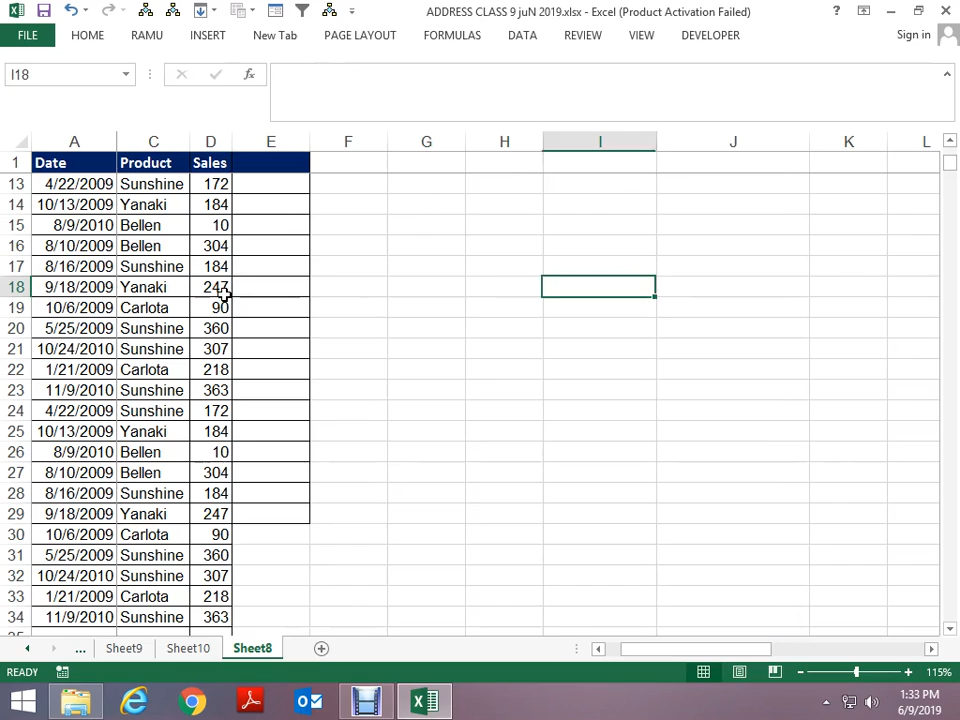 ADDRESS CLASS 9 juN 2019.xlsx - Excel (Product Activation Failed)
FILE HOME RAMU INSERT New Tab PAGE LAYOUT FORMULAS DATA REVIEW VIEW DEVELOPER Sign in
I18 fx
A C D E F G H I J K L
1 Date Product Sales
13 4/22/2009 Sunshine 172
14 10/13/2009 Yanaki 184
15 8/9/2010 Bellen 10
16 8/10/2009 Bellen 304
17 8/16/2009 Sunshine 184
18 9/18/2009 Yanaki 247
19 10/6/2009 Carlota 90
20 5/25/2009 Sunshine 360
21 10/24/2010 Sunshine 307
22 1/21/2009 Carlota 218
23 11/9/2010 Sunshine 363
24 4/22/2009 Sunshine 172
25 10/13/2009 Yanaki 184
26 8/9/2010 Bellen 10
27 8/10/2009 Bellen 304
28 8/16/2009 Sunshine 184
29 9/18/2009 Yanaki 247
30 10/6/2009 Carlota 90
31 5/25/2009 Sunshine 360
32 10/24/2010 Sunshine 307
33 1/21/2009 Carlota 218
34 11/9/2010 Sunshine 363
... Sheet9 Sheet10 Sheet8
READY 115%
1:33 PM
6/9/2019